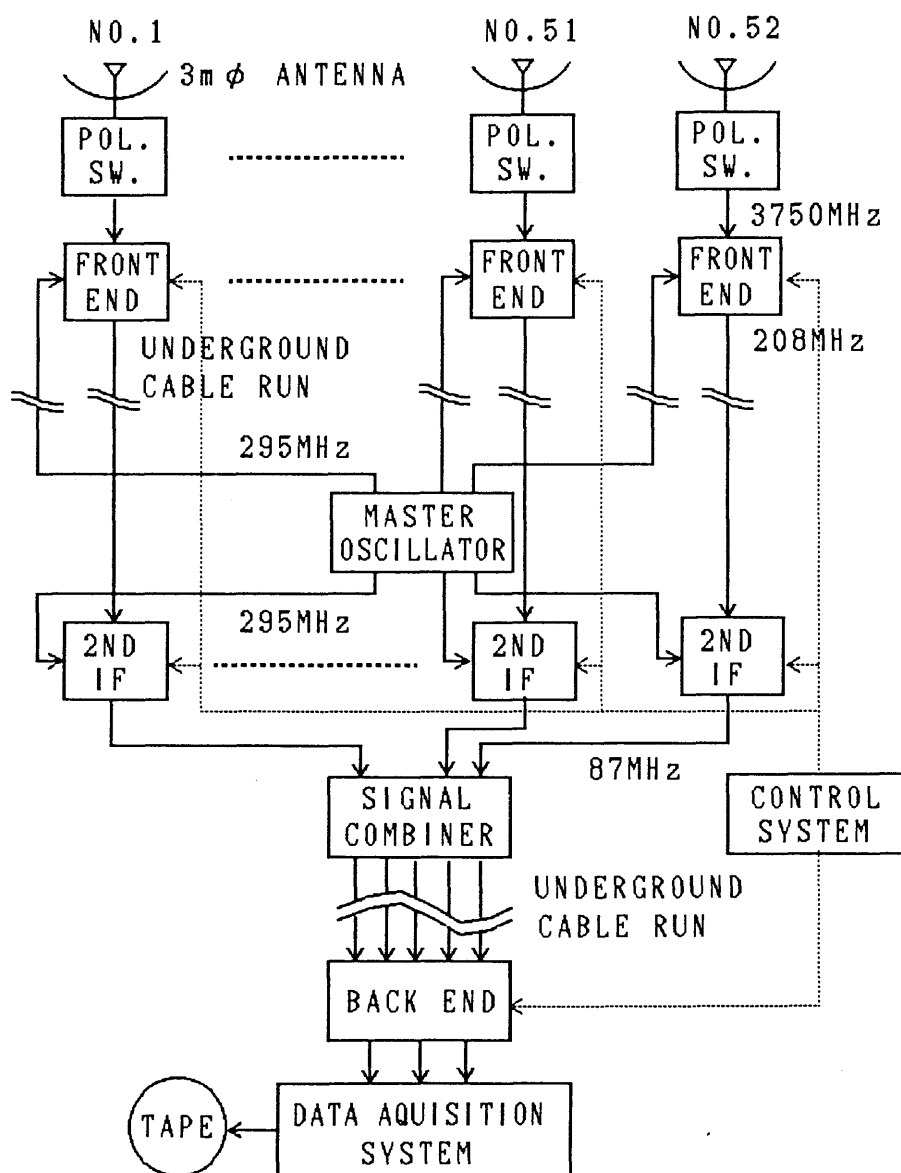 NO.1 NO.51 NO.52
3mφ ANTENNA
POL. SW.
POL. SW.
POL. SW.
3750MHz
FRONT END
FRONT END
FRONT END
208MHz
UNDERGROUND
CABLE RUN
295MHz
MASTER
OSCILLATOR
295MHz
2ND IF
2ND IF
2ND IF
87MHz
SIGNAL
COMBINER
CONTROL
SYSTEM
UNDERGROUND
CABLE RUN
BACK END
TAPE
DATA AQUISITION
SYSTEM